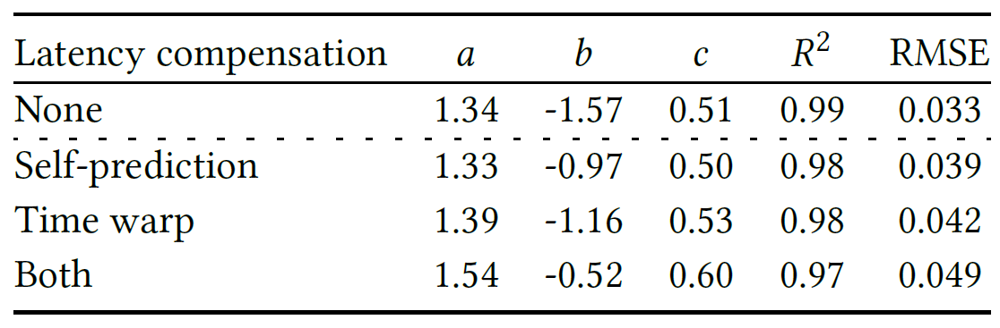 Latency compensation a b c R² RMSE
None 1.34 -1.57 0.51 0.99 0.033
Self-prediction 1.33 -0.97 0.50 0.98 0.039
Time warp 1.39 -1.16 0.53 0.98 0.042
Both 1.54 -0.52 0.60 0.97 0.049